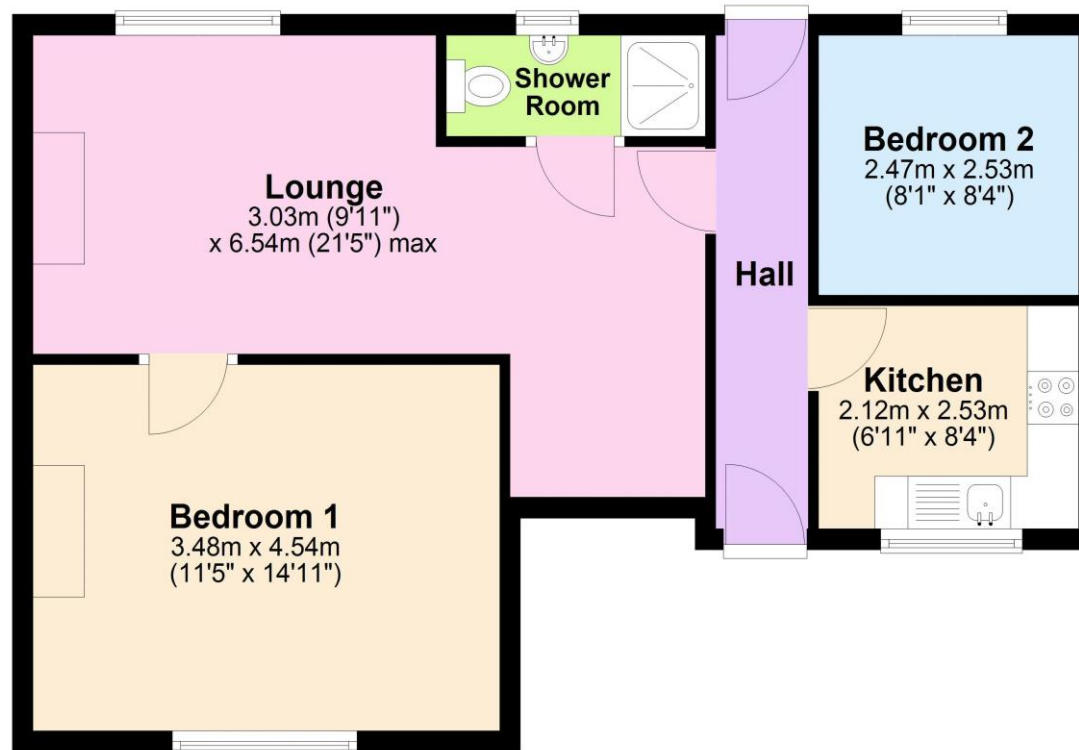 Shower
Room
Bedroom 2
2.47m x 2.53m
(8'1" x 8'4")
Lounge
3.03m (9'11")
x 6.54m (21'5") max
Hall
Kitchen
2.12m x 2.53m
(6'11" x 8'4")
Bedroom 1
3.48m x 4.54m
(11'5" x 14'11")